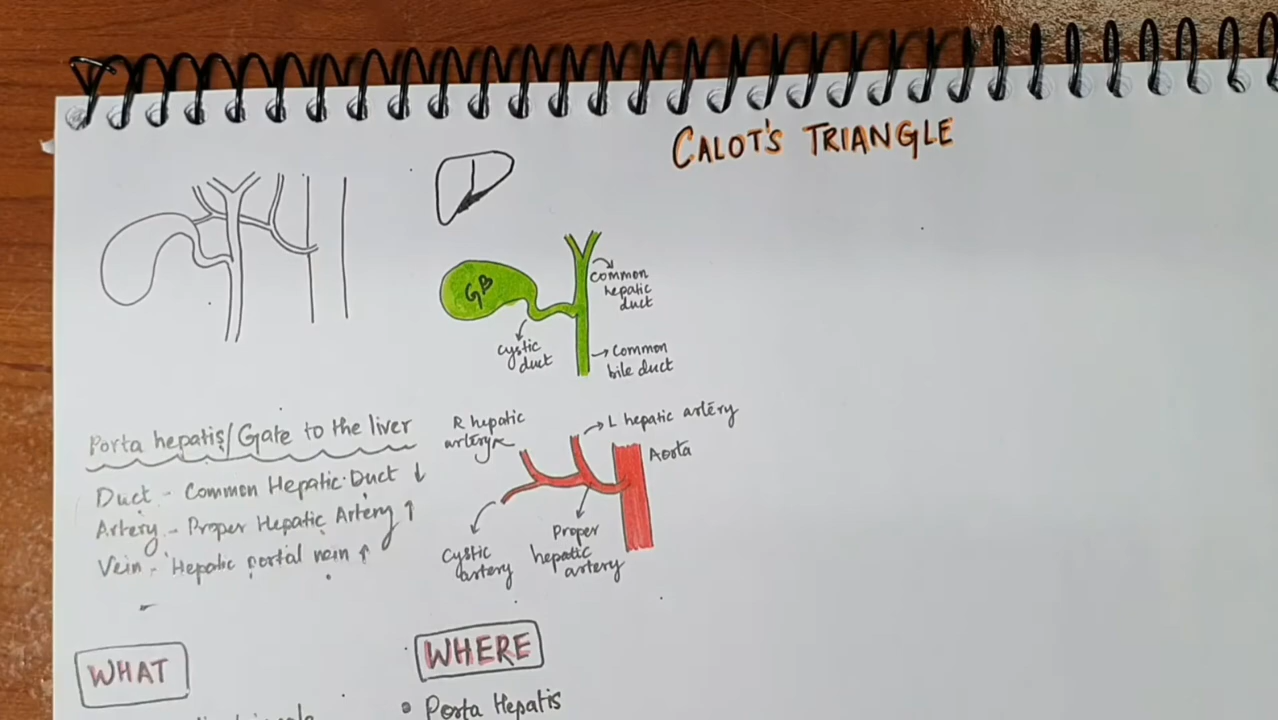 CALOT'S TRIANGLE
GB
Common
hepatic
duct
cystic
duct
Common
bile duct
Porta hepatis/Gate to the liver
Duct - Common Hepatic Duct ↓
Artery - Proper Hepatic Artery ↑
Vein - Hepatic portal vein ↑
R hepatic
artery
L hepatic artery
Aorta
Cystic
artery
Proper
hepatic
artery
WHAT
WHERE
• Porta Hepatis